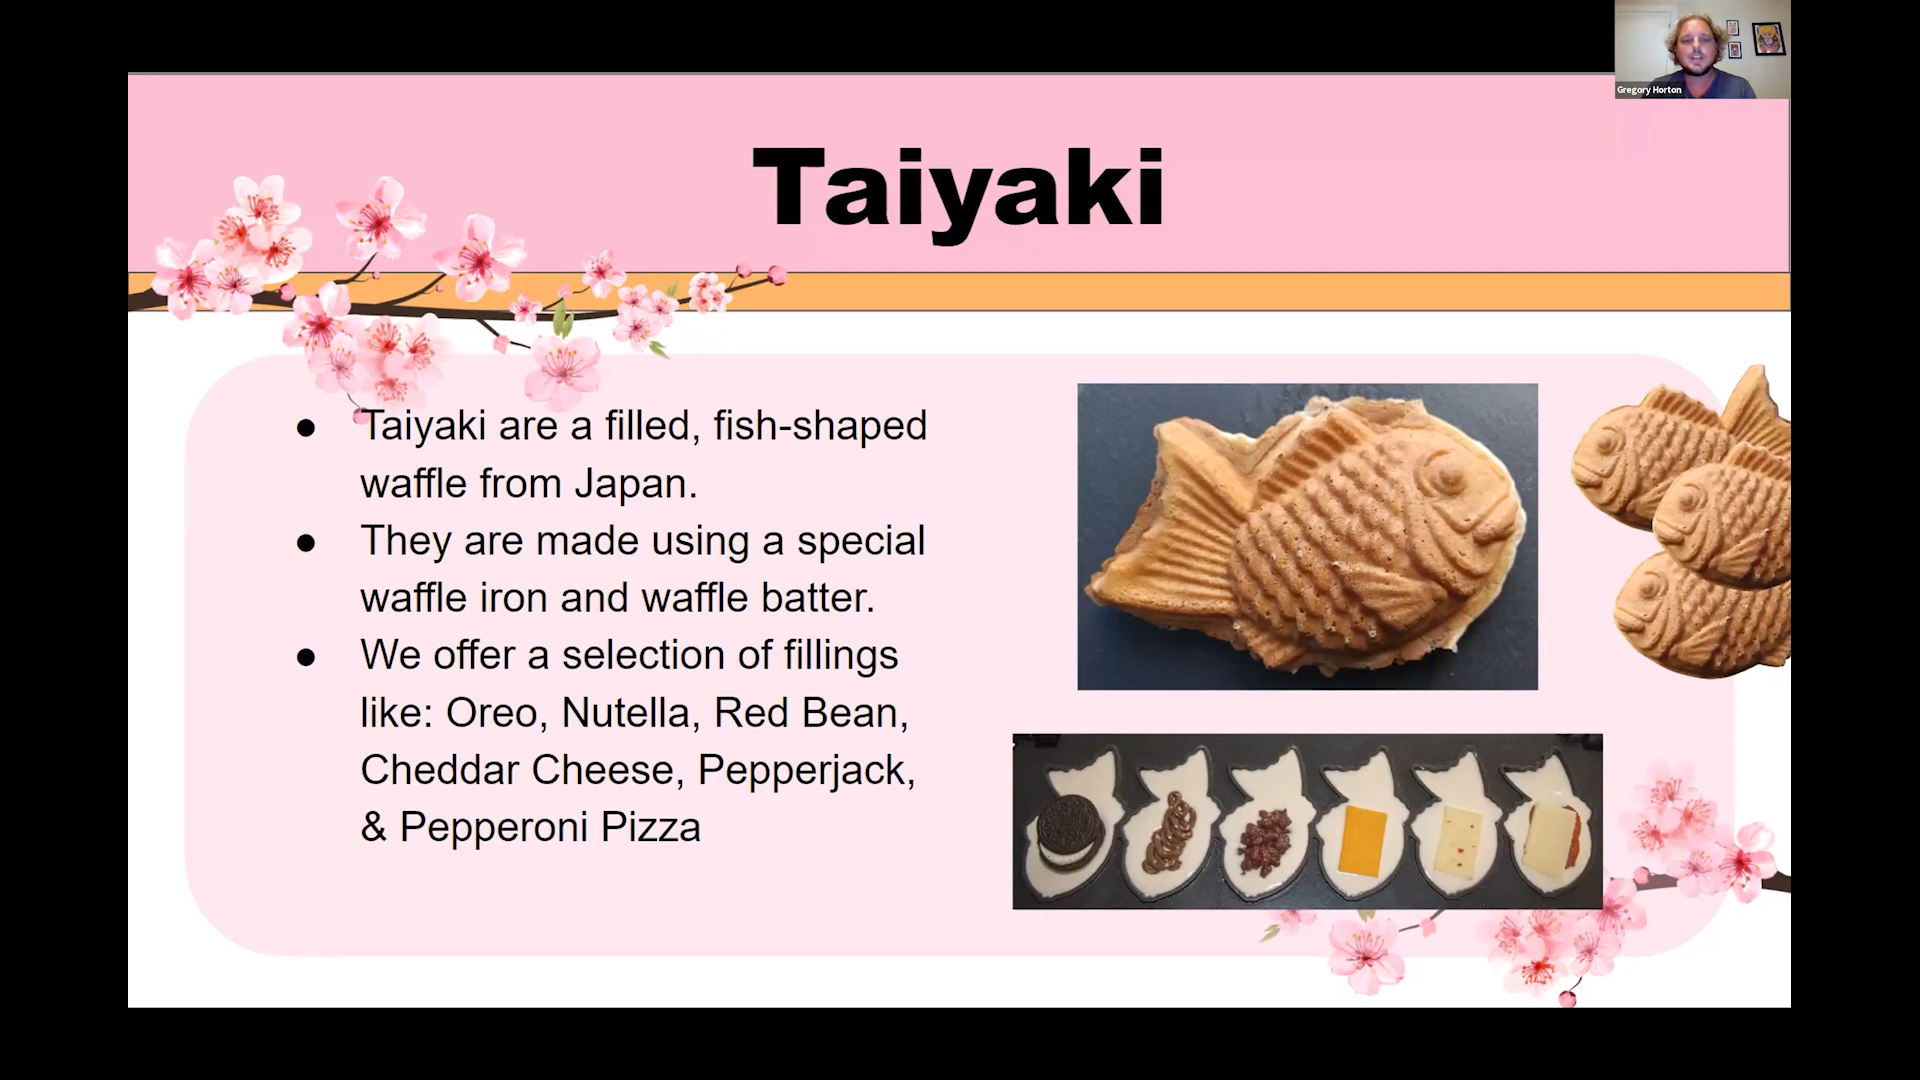 Gregory Horton
Taiyaki
● Taiyaki are a filled, fish-shaped
waffle from Japan.
● They are made using a special
waffle iron and waffle batter.
● We offer a selection of fillings
like: Oreo, Nutella, Red Bean,
Cheddar Cheese, Pepperjack,
& Pepperoni Pizza